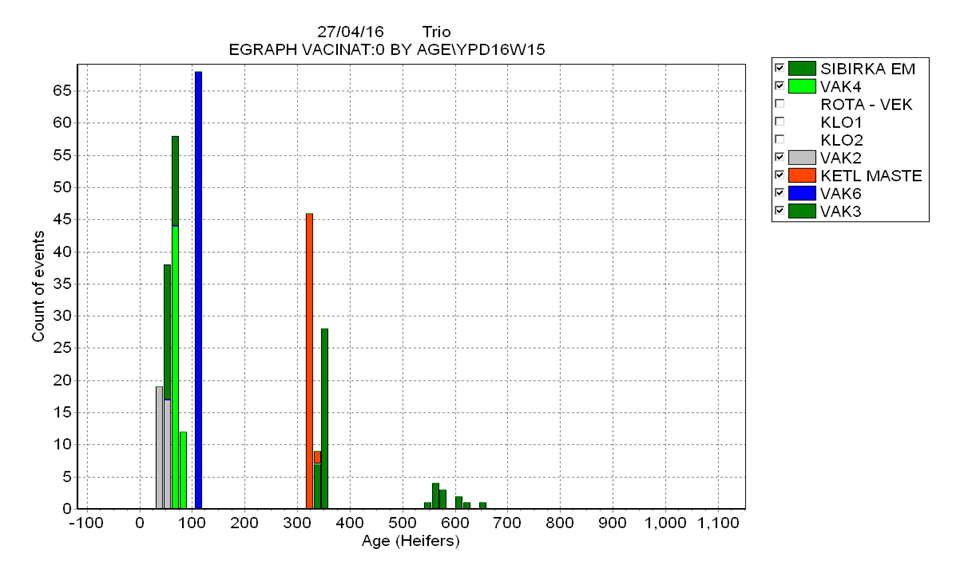 27/04/16 Trio
EGRAPH VACINAT:0 BY AGE\YPD16W15
SIBIRKA EM
VAK4
ROTA - VEK
KLO1
KLO2
VAK2
KETL MASTE
VAK6
VAK3
Count of events
65
60
55
50
45
40
35
30
25
20
15
10
5
0
-100 0 100 200 300 400 500 600 700 800 900 1,000 1,100
Age (Heifers)